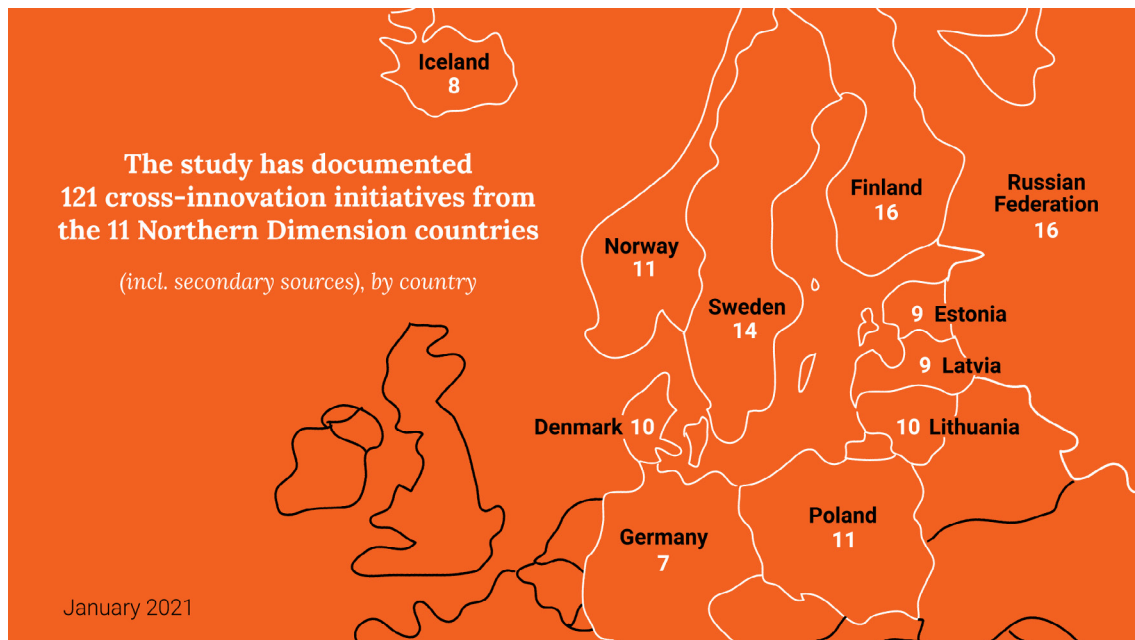 Iceland
8
The study has documented
121 cross-innovation initiatives from
the 11 Northern Dimension countries
(incl. secondary sources), by country
Finland
16
Russian
Federation
16
Norway
11
Sweden
14
9 Estonia
9 Latvia
Denmark 10
10 Lithuania
Poland
11
Germany
7
January 2021